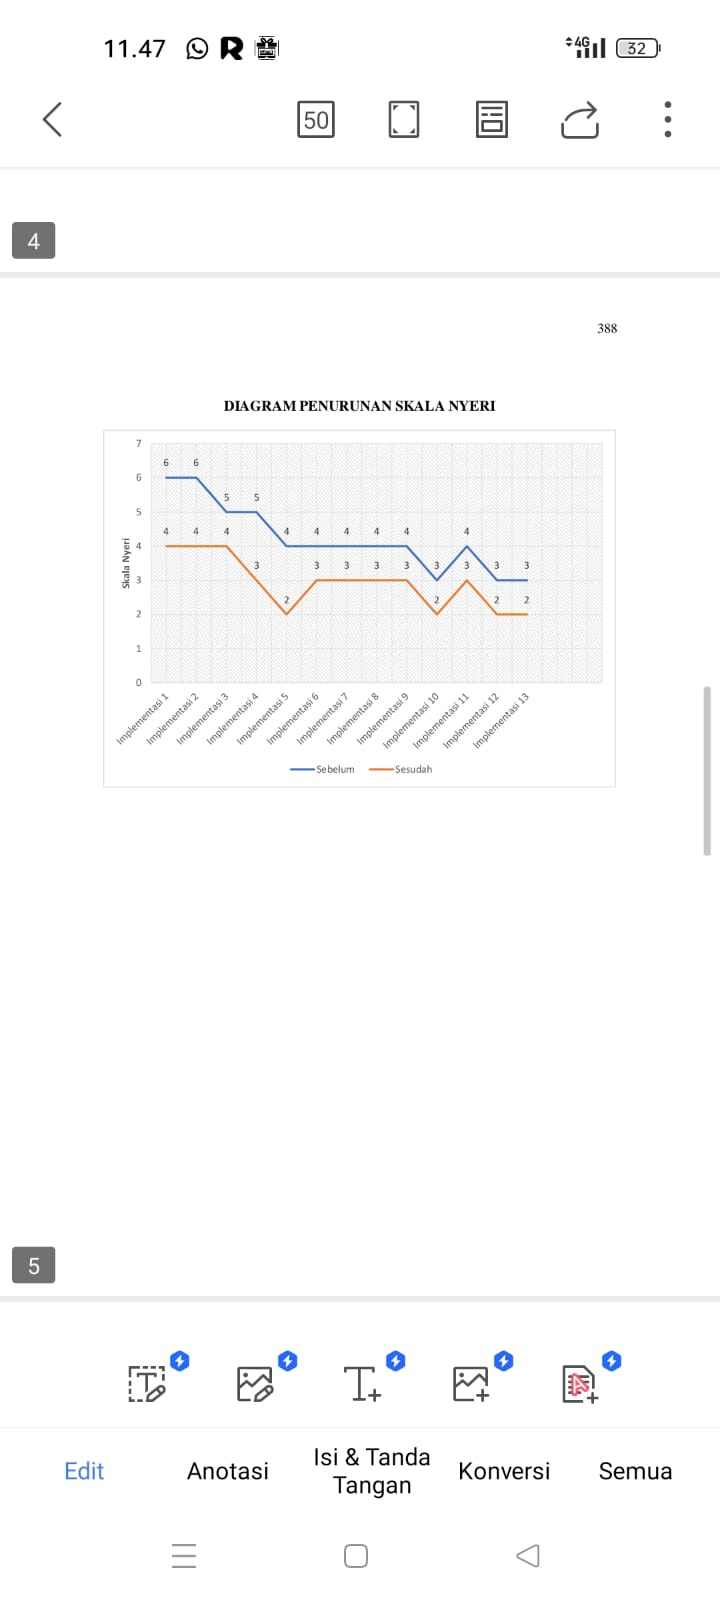 11.47
4G
32
50
4
388
DIAGRAM PENURUNAN SKALA NYERI
Skala Nyeri
7
6
5
4
3
2
1
0
6 6 5 5 4 4 4 4 4 3 4 3 3
4 4 4 3 2 3 3 3 3 2 3 2 2
Implementasi 1
Implementasi 2
Implementasi 3
Implementasi 4
Implementasi 5
Implementasi 6
Implementasi 7
Implementasi 8
Implementasi 9
Implementasi 10
Implementasi 11
Implementasi 12
Implementasi 13
Sebelum Sesudah
5
Edit
Anotasi
Isi & Tanda
Tangan
Konversi
Semua